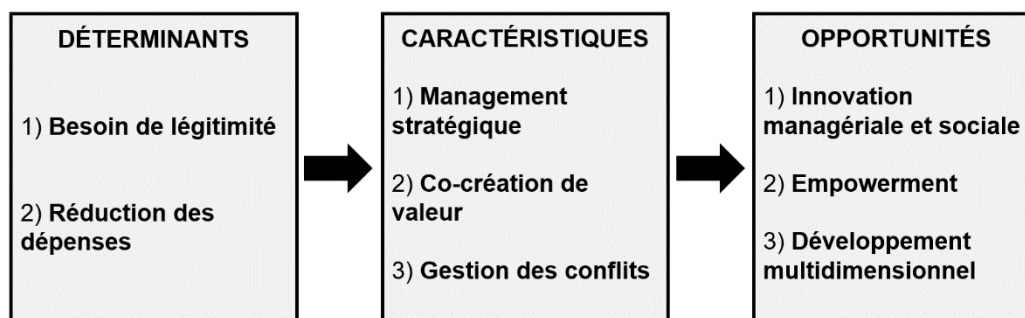 DÉTERMINANTS
1) Besoin de légitimité
2) Réduction des
dépenses
CARACTÉRISTIQUES
1) Management
stratégique
2) Co-création de
valeur
3) Gestion des conflits
OPPORTUNITÉS
1) Innovation
managériale et sociale
2) Empowerment
3) Développement
multidimensionnel